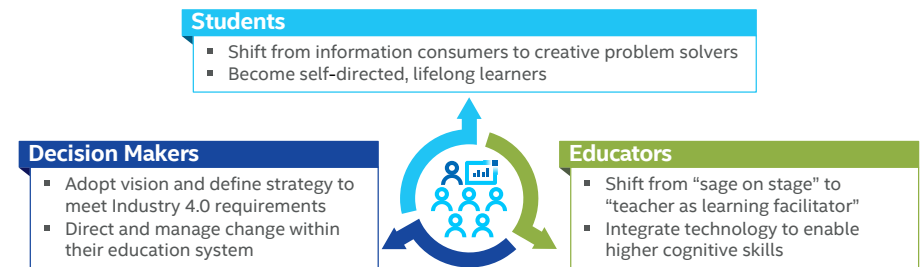 Students
▪ Shift from information consumers to creative problem solvers
▪ Become self-directed, lifelong learners
Decision Makers
▪ Adopt vision and define strategy to
meet Industry 4.0 requirements
▪ Direct and manage change within
their education system
Educators
▪ Shift from “sage on stage” to
“teacher as learning facilitator”
▪ Integrate technology to enable
higher cognitive skills